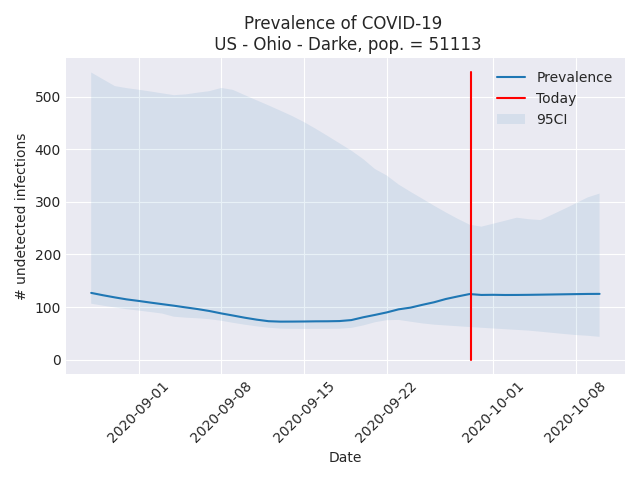 Prevalence of COVID-19
US - Ohio - Darke, pop. = 51113
Prevalence
Today
95CI
# undetected infections
500
400
300
200
100
0
2020-09-01
2020-09-08
2020-09-15
2020-09-22
2020-10-01
2020-10-08
Date